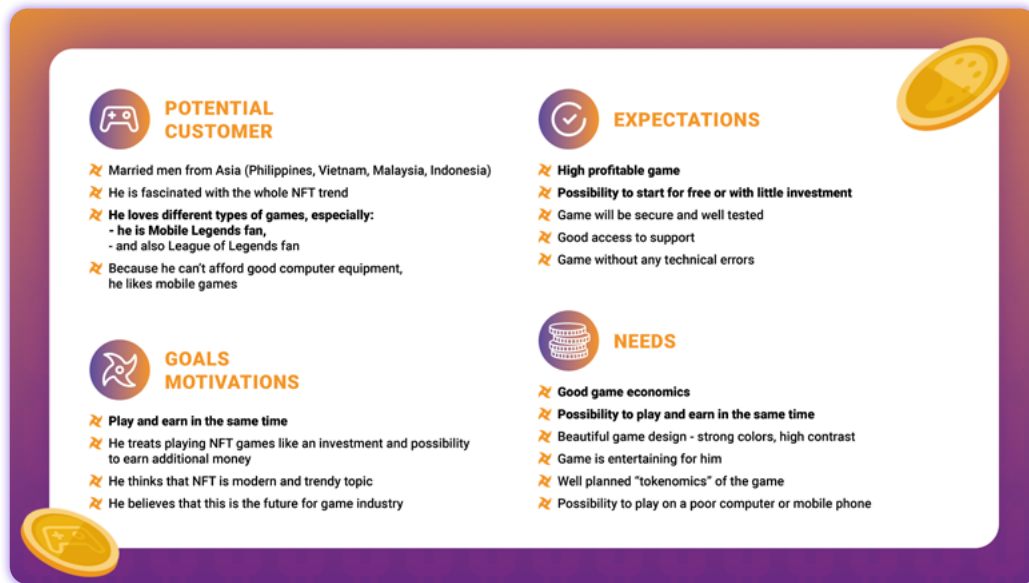 POTENTIAL
CUSTOMER
Married men from Asia (Philippines, Vietnam, Malaysia, Indonesia)
He is fascinated with the whole NFT trend
He loves different types of games, especially:
- he is Mobile Legends fan,
- and also League of Legends fan
Because he can't afford good computer equipment,
he likes mobile games
EXPECTATIONS
High profitable game
Possibility to start for free or with little investment
Game will be secure and well tested
Good access to support
Game without any technical errors
GOALS
MOTIVATIONS
Play and earn in the same time
He treats playing NFT games like an investment and possibility
to earn additional money
He thinks that NFT is modern and trendy topic
He believes that this is the future for game industry
NEEDS
Good game economics
Possibility to play and earn in the same time
Beautiful game design - strong colors, high contrast
Game is entertaining for him
Well planned “tokenomics” of the game
Possibility to play on a poor computer or mobile phone